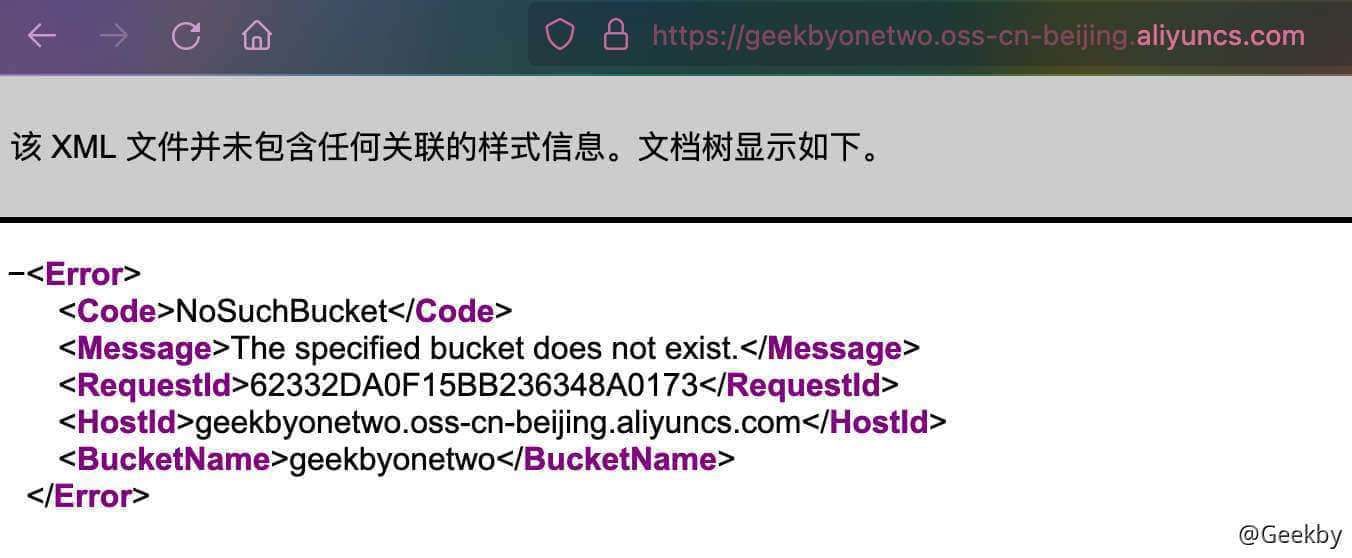 https://geekbyonetwo.oss-cn-beijing.aliyuncs.com
该 XML 文件并未包含任何关联的样式信息。文档树显示如下。
−<Error>
<Code>NoSuchBucket</Code>
<Message>The specified bucket does not exist.</Message>
<RequestId>62332DA0F15BB236348A0173</RequestId>
<HostId>geekbyonetwo.oss-cn-beijing.aliyuncs.com</HostId>
<BucketName>geekbyonetwo</BucketName>
</Error>
@Geekby